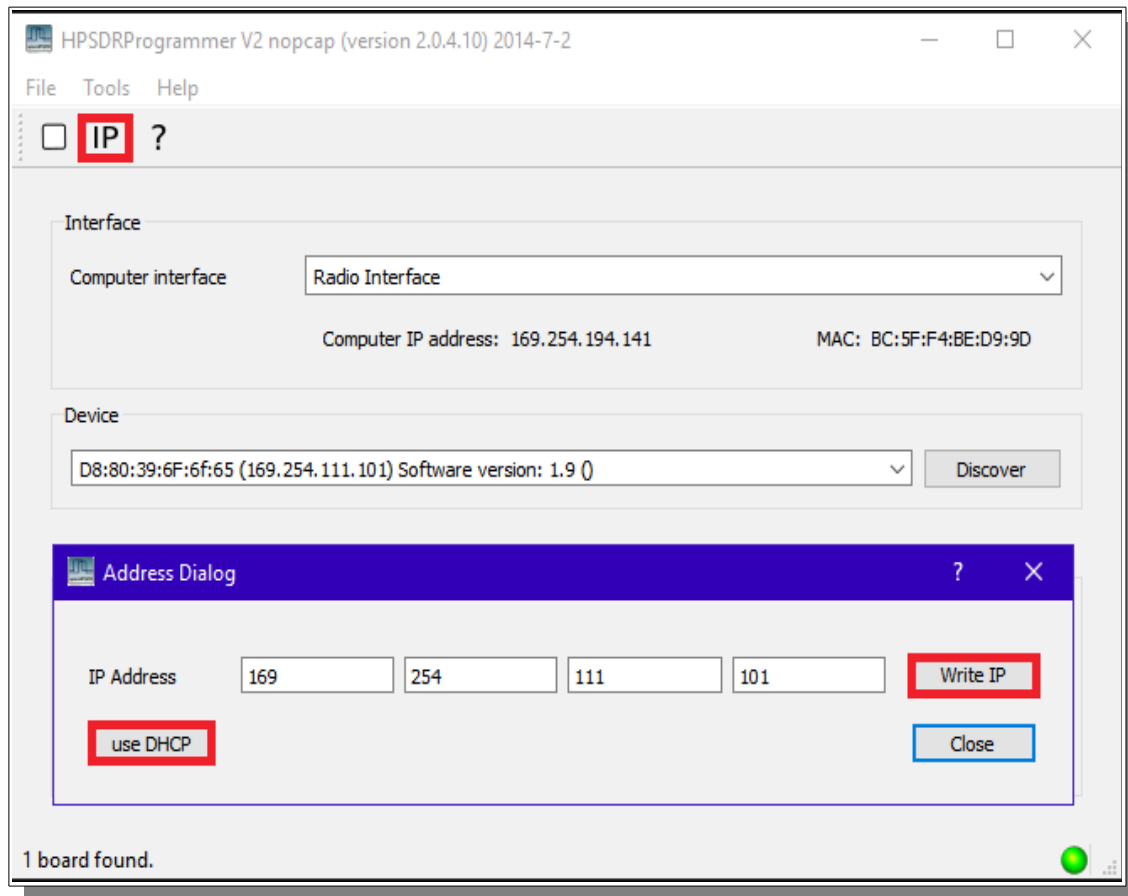 HPSDRProgrammer V2 nopcap (version 2.0.4.10) 2014-7-2
File Tools Help
IP ?
Interface
Computer interface Radio Interface
Computer IP address: 169.254.194.141 MAC: BC:5F:F4:BE:D9:9D
Device
D8:80:39:6F:6f:65 (169.254.111.101) Software version: 1.9 () Discover
Address Dialog ?
IP Address 169 254 111 101 Write IP
use DHCP Close
1 board found.